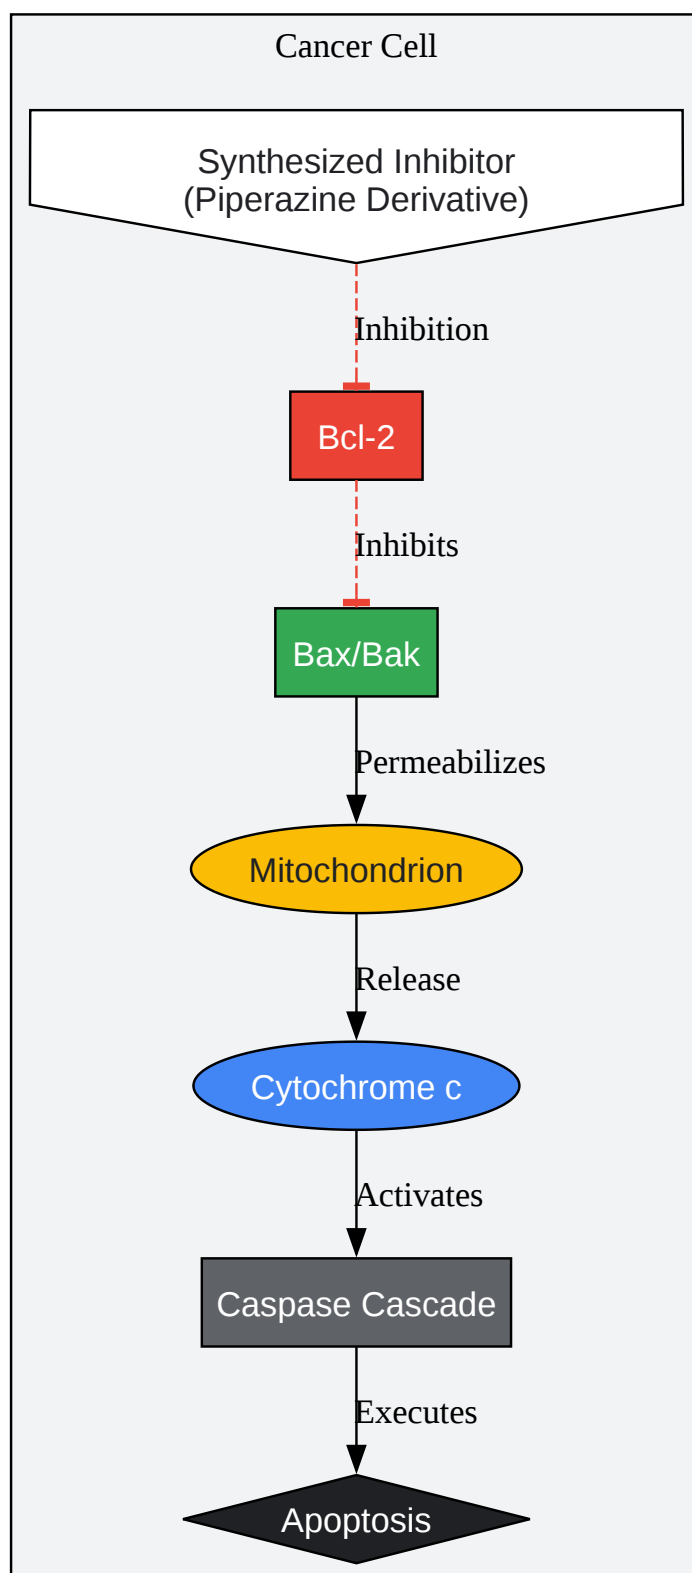 Cancer Cell
Synthesized Inhibitor
(Piperazine Derivative)
Inhibition
Bcl-2
Inhibits
Bax/Bak
Permeabilizes
Mitochondrion
Release
Cytochrome c
Activates
Caspase Cascade
Executes
Apoptosis